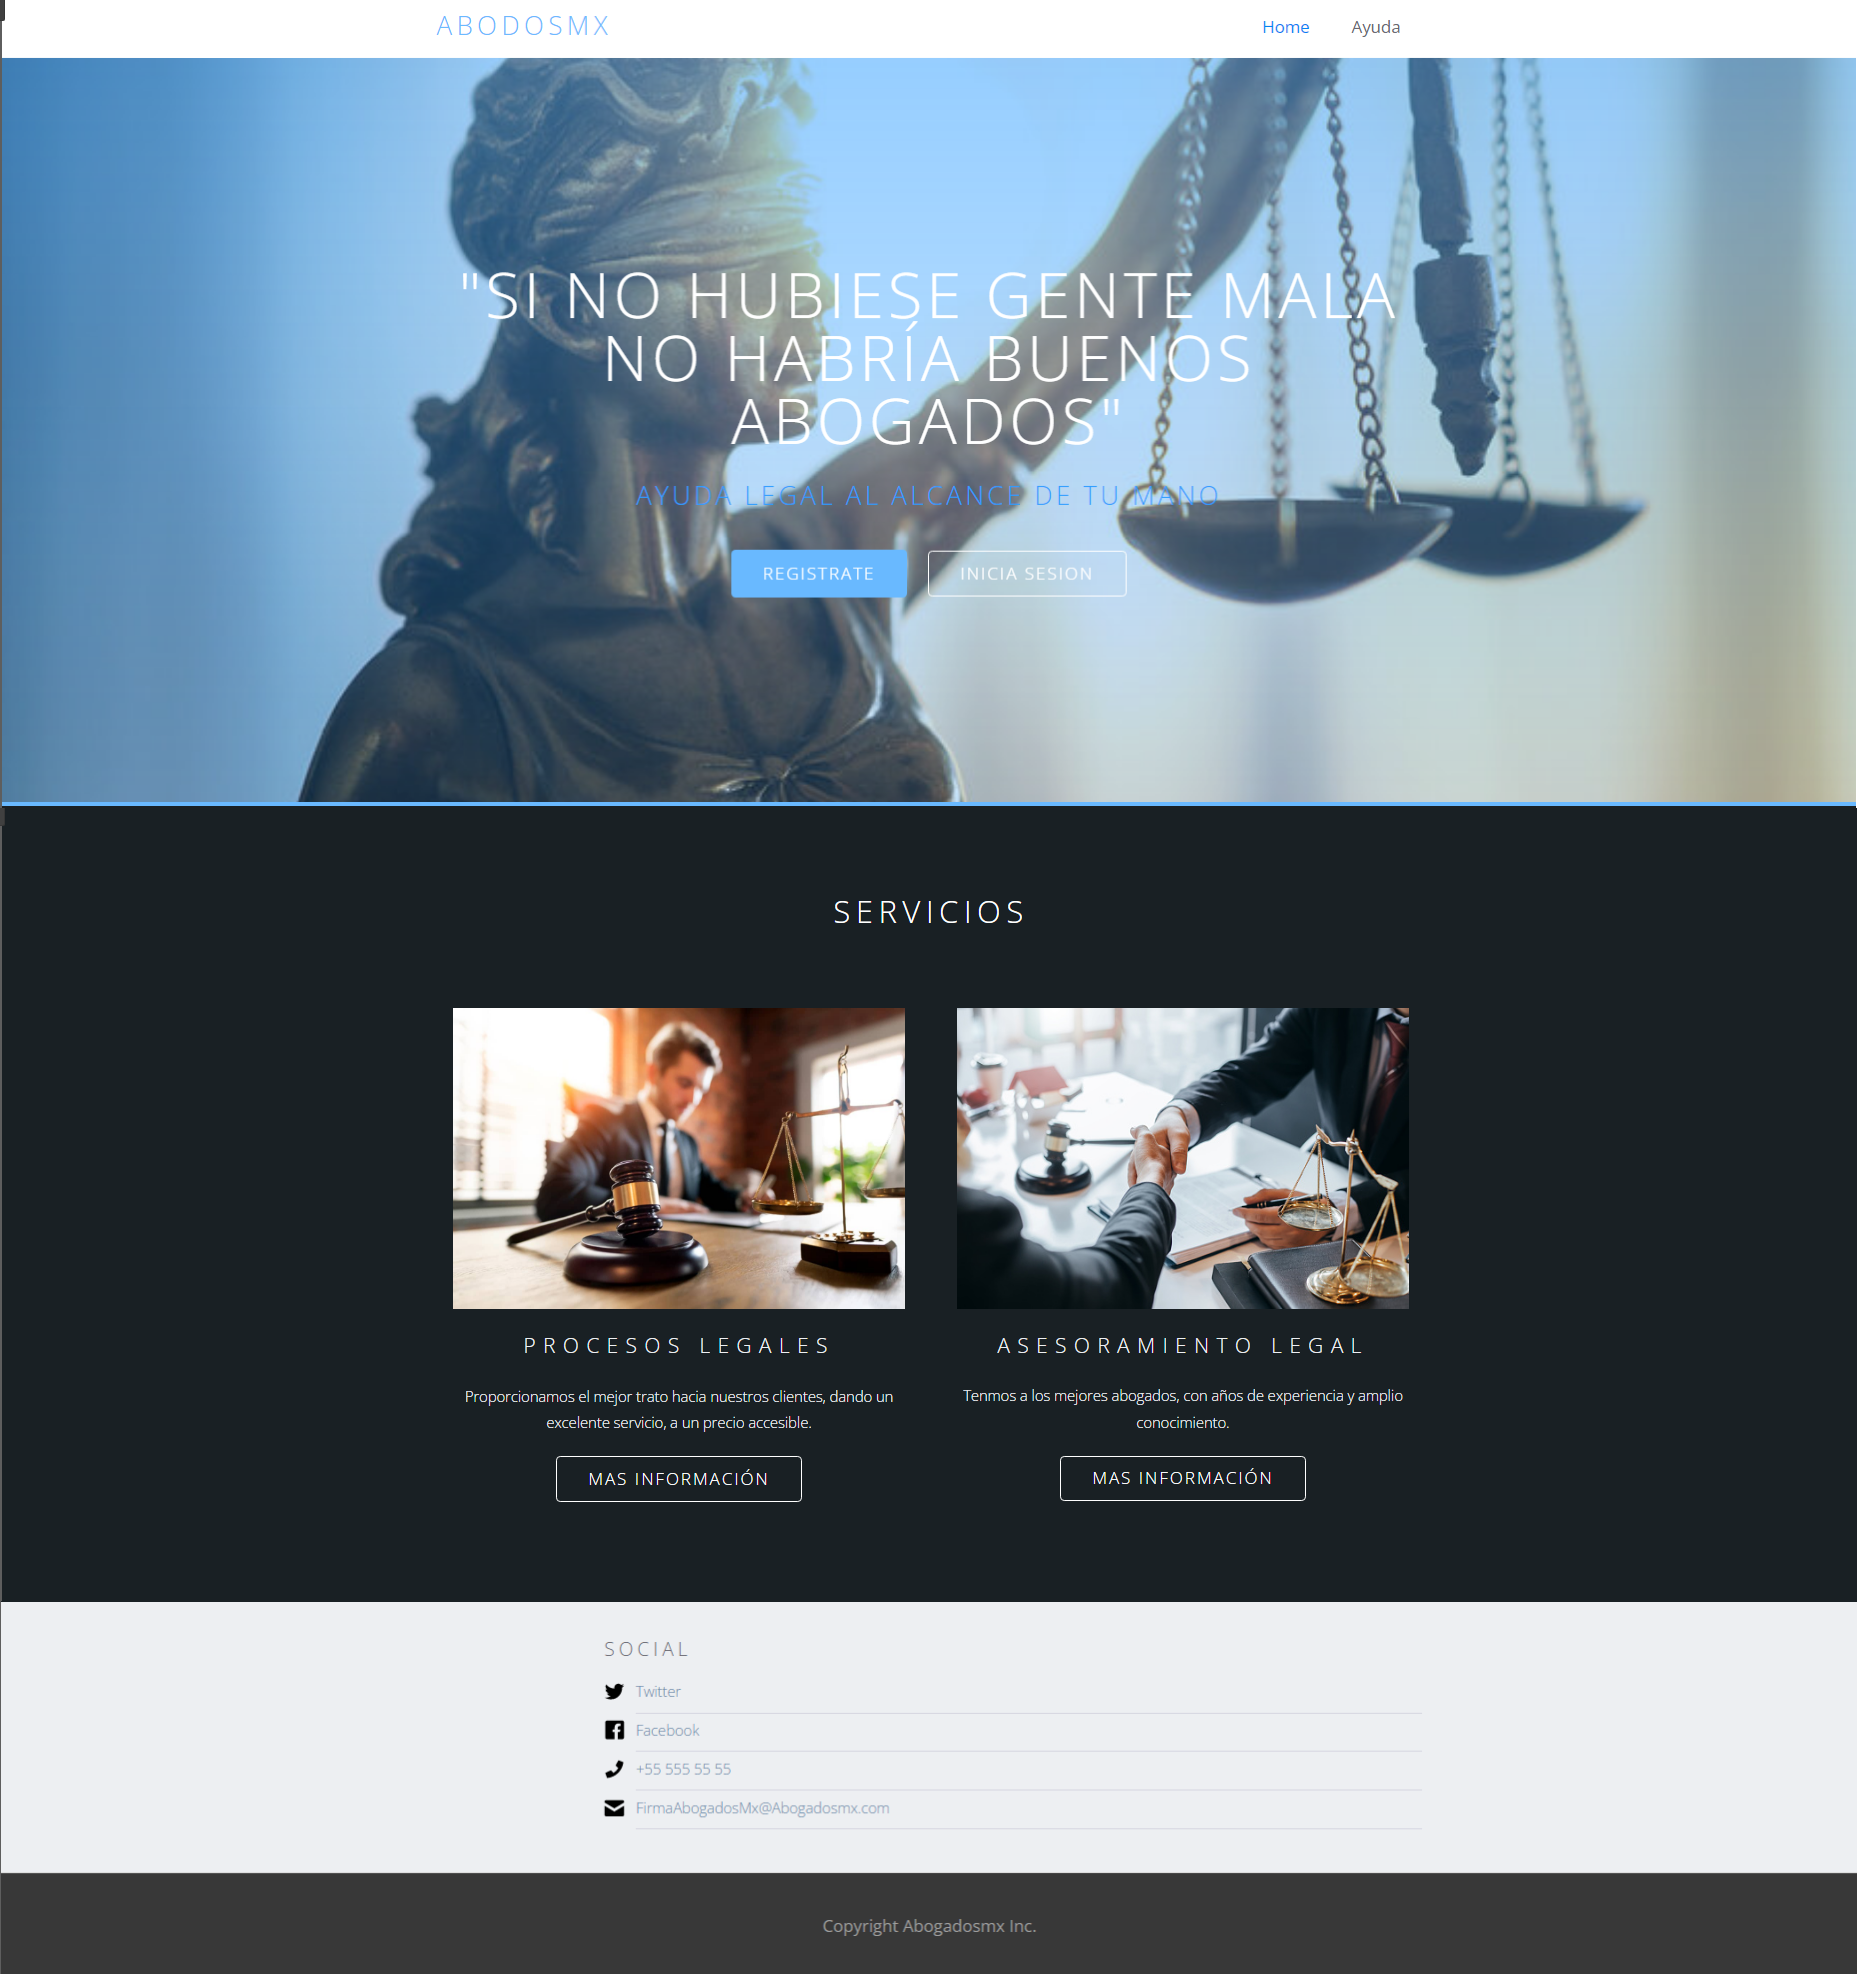 ABODOSMX
Home
Ayuda
"SI NO HUBIESE GENTE MALA
NO HABRÍA BUENOS
ABOGADOS"
AYUDA LEGAL AL ALCANCE DE TU MANO
REGISTRATE
INICIA SESION
SERVICIOS
PROCESOS LEGALES
Proporcionamos el mejor trato hacia nuestros clientes, dando un
excelente servicio, a un precio accesible.
MAS INFORMACIÓN
ASESORAMIENTO LEGAL
Tenmos a los mejores abogados, con años de experiencia y amplio
conocimiento.
MAS INFORMACIÓN
SOCIAL
Twitter
Facebook
+55 555 55 55
FirmaAbogadosMx@Abogadosmx.com
Copyright Abogadosmx Inc.